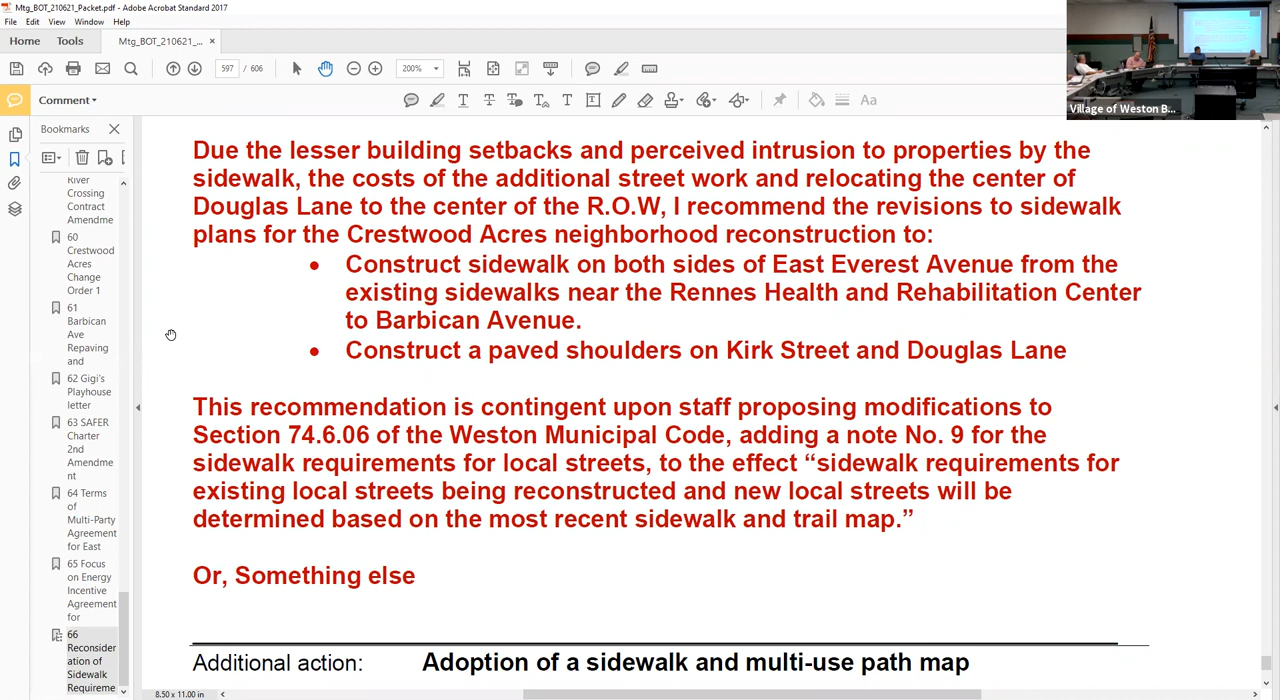 Mtg_BOT_210621_Packet.pdf - Adobe Acrobat Standard 2017
File Edit View Window Help
Home Tools Mtg_BOT_210621_... ×
597 / 606 200%
Comment
Bookmarks
River
Crossing
Contract
Amendme
60
Crestwood
Acres
Change
Order 1
61
Barbican
Ave
Repaving
and
62 Gigi's
Playhouse
letter
63 SAFER
Charter
2nd
Amendme
nt
64 Terms
of
Multi-Party
Agreement
for East
65 Focus
on Energy
Incentive
Agreement
for
66
Reconsider
ation of
Sidewalk
Requireme
Village of Weston B...
Due the lesser building setbacks and perceived intrusion to properties by the
sidewalk, the costs of the additional street work and relocating the center of
Douglas Lane to the center of the R.O.W, I recommend the revisions to sidewalk
plans for the Crestwood Acres neighborhood reconstruction to:
• Construct sidewalk on both sides of East Everest Avenue from the
existing sidewalks near the Rennes Health and Rehabilitation Center
to Barbican Avenue.
• Construct a paved shoulders on Kirk Street and Douglas Lane
This recommendation is contingent upon staff proposing modifications to
Section 74.6.06 of the Weston Municipal Code, adding a note No. 9 for the
sidewalk requirements for local streets, to the effect “sidewalk requirements for
existing local streets being reconstructed and new local streets will be
determined based on the most recent sidewalk and trail map.”
Or, Something else
Additional action: Adoption of a sidewalk and multi-use path map
8.50 x 11.00 in